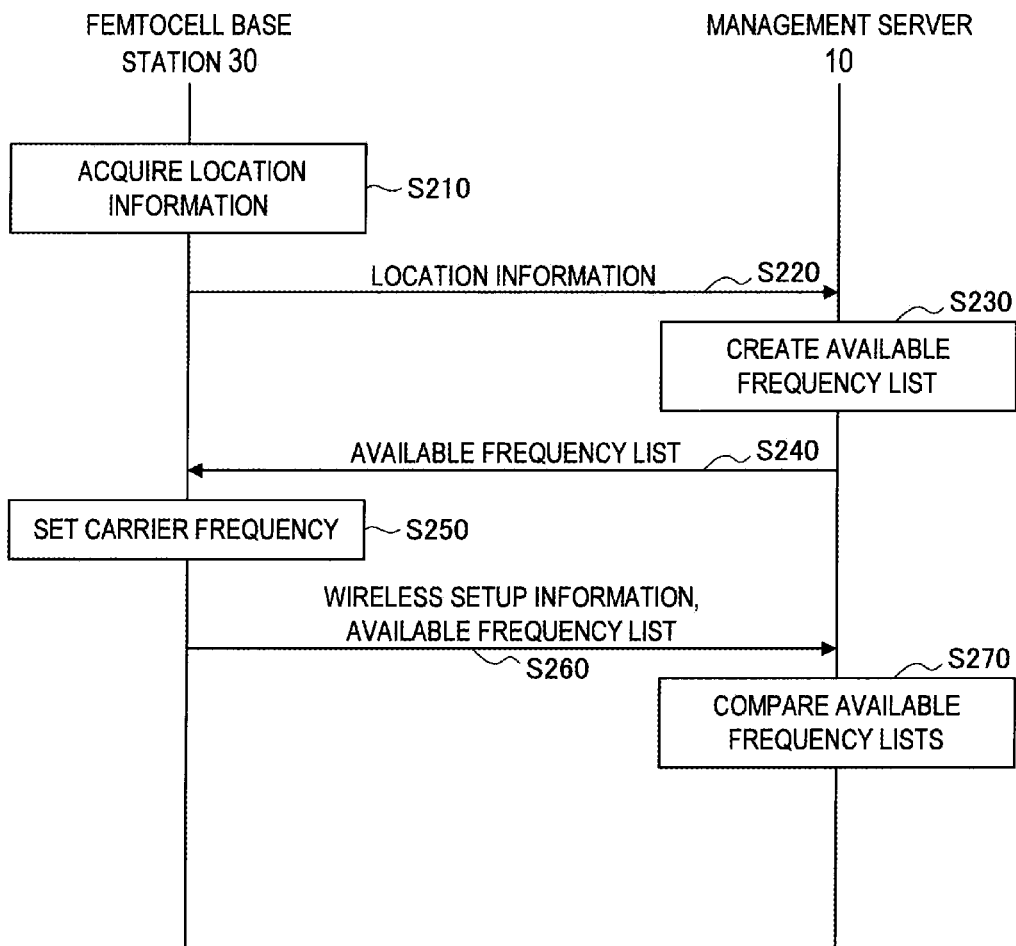 FEMTOCELL BASE
STATION 30
MANAGEMENT SERVER
10
ACQUIRE LOCATION
INFORMATION
S210
LOCATION INFORMATION
S220
S230
CREATE AVAILABLE
FREQUENCY LIST
AVAILABLE FREQUENCY LIST
S240
SET CARRIER FREQUENCY
S250
WIRELESS SETUP INFORMATION,
AVAILABLE FREQUENCY LIST
S260
S270
COMPARE AVAILABLE
FREQUENCY LISTS